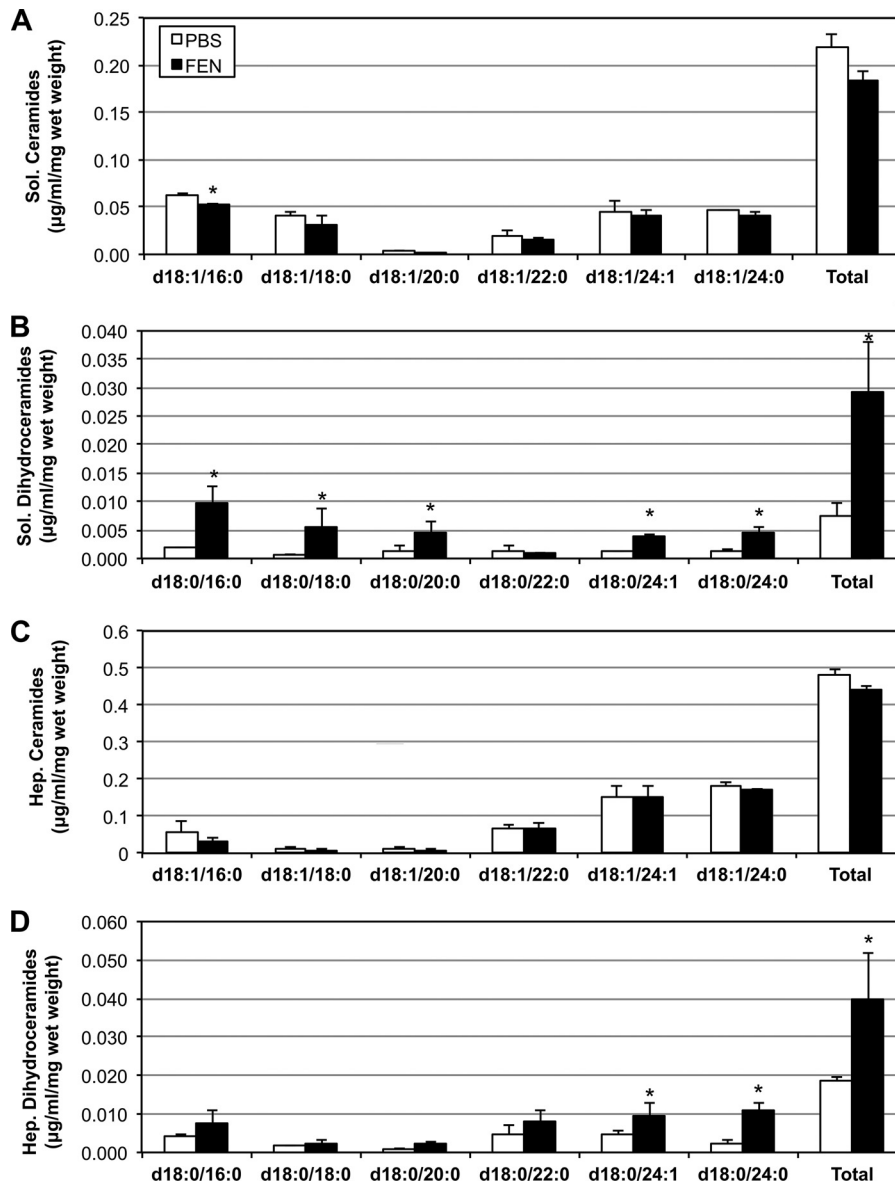 A
Sol. Ceramides
(µg/ml/mg wet weight)
0.25
0.20
0.15
0.10
0.05
0.00
PBS
FEN
*
d18:1/16:0 d18:1/18:0 d18:1/20:0 d18:1/22:0 d18:1/24:1 d18:1/24:0 Total
B
Sol. Dihydroceramides
(µg/ml/mg wet weight)
0.040
0.035
0.030
0.025
0.020
0.015
0.010
0.005
0.000
* * * * * *
d18:0/16:0 d18:0/18:0 d18:0/20:0 d18:0/22:0 d18:0/24:1 d18:0/24:0 Total
C
Hep. Ceramides
(µg/ml/mg wet weight)
0.6
0.5
0.4
0.3
0.2
0.1
0
d18:1/16:0 d18:1/18:0 d18:1/20:0 d18:1/22:0 d18:1/24:1 d18:1/24:0 Total
D
Hep. Dihydroceramides
(µg/ml/mg wet weight)
0.060
0.050
0.040
0.030
0.020
0.010
0.000
* * *
d18:0/16:0 d18:0/18:0 d18:0/20:0 d18:0/22:0 d18:0/24:1 d18:0/24:0 Total